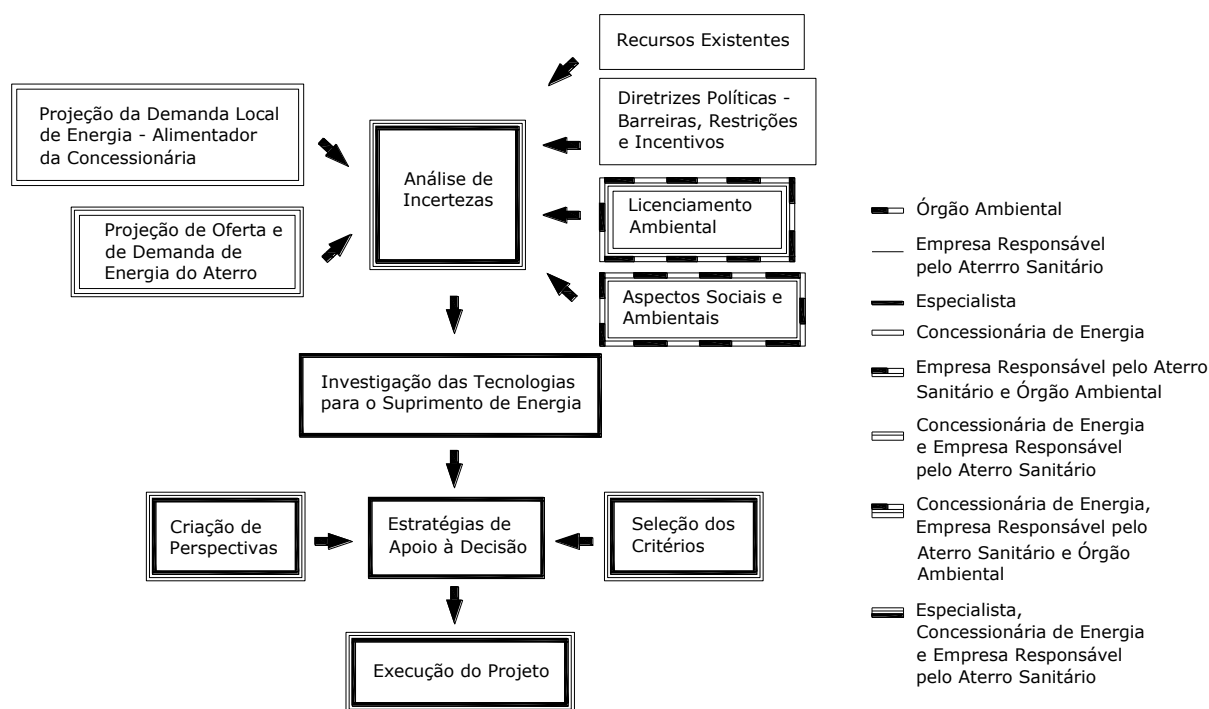 Recursos Existentes
Projeção da Demanda Local
de Energia - Alimentador
da Concessionária
Diretrizes Políticas -
Barreiras, Restrições
e Incentivos
Análise de
Incertezas
Licenciamento
Ambiental
Projeção de Oferta e
de Demanda de
Energia do Aterro
Aspectos Sociais e
Ambientais
Investigação das Tecnologias
para o Suprimento de Energia
Criação de
Perspectivas
Estratégias de
Apoio à Decisão
Seleção dos
Critérios
Execução do Projeto
Órgão Ambiental
Empresa Responsável
pelo Aterrro Sanitário
Especialista
Concessionária de Energia
Empresa Responsável pelo Aterro
Sanitário e Órgão Ambiental
Concessionária de Energia
e Empresa Responsável
pelo Aterro Sanitário
Concessionária de Energia,
Empresa Responsável pelo
Aterro Sanitário e Órgão
Ambiental
Especialista,
Concessionária de Energia
e Empresa Responsável
pelo Aterro Sanitário